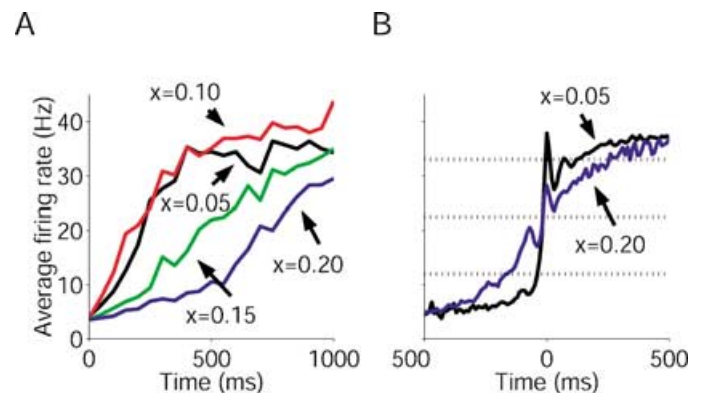 A
B
Average firing rate (Hz)
40
30
20
10
0
x=0.10
x=0.05
x=0.15
x=0.20
0
500
1000
Time (ms)
x=0.05
x=0.20
500
0
500
Time (ms)